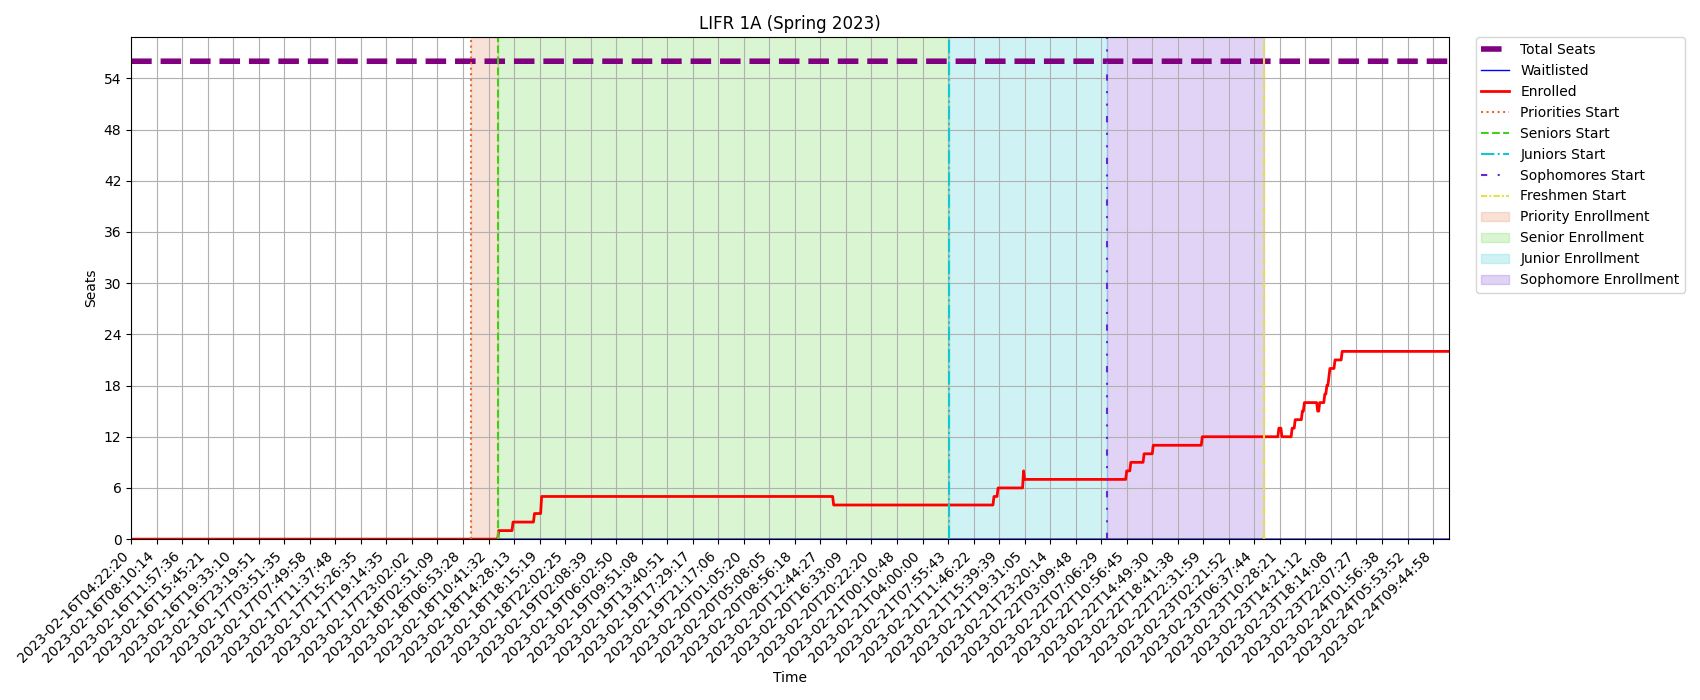 LIFR 1A (Spring 2023)
Seats
54
48
42
36
30
24
18
12
6
0
2023-02-16T04:22:20
2023-02-16T08:10:14
2023-02-16T11:57:36
2023-02-16T15:45:21
2023-02-16T19:33:10
2023-02-16T23:19:51
2023-02-17T03:51:35
2023-02-17T07:49:58
2023-02-17T11:37:48
2023-02-17T15:26:35
2023-02-17T19:14:35
2023-02-17T23:02:02
2023-02-18T02:51:09
2023-02-18T06:53:28
2023-02-18T10:41:32
2023-02-18T14:28:13
2023-02-18T18:15:19
2023-02-18T22:02:25
2023-02-19T02:08:39
2023-02-19T06:02:50
2023-02-19T09:51:08
2023-02-19T13:40:51
2023-02-19T17:29:17
2023-02-19T21:17:06
2023-02-20T01:05:20
2023-02-20T05:08:05
2023-02-20T08:56:18
2023-02-20T12:44:27
2023-02-20T16:33:09
2023-02-20T20:22:20
2023-02-21T00:10:48
2023-02-21T04:00:00
2023-02-21T07:55:43
2023-02-21T11:46:22
2023-02-21T15:39:39
2023-02-21T19:31:05
2023-02-21T23:20:14
2023-02-22T03:09:48
2023-02-22T07:06:29
2023-02-22T10:56:45
2023-02-22T14:49:30
2023-02-22T18:41:38
2023-02-22T22:31:59
2023-02-23T02:21:52
2023-02-23T06:37:44
2023-02-23T10:28:21
2023-02-23T14:21:12
2023-02-23T18:14:08
2023-02-23T22:07:27
2023-02-24T01:56:38
2023-02-24T05:53:52
2023-02-24T09:44:58
Time
Total Seats
Waitlisted
Enrolled
Priorities Start
Seniors Start
Juniors Start
Sophomores Start
Freshmen Start
Priority Enrollment
Senior Enrollment
Junior Enrollment
Sophomore Enrollment